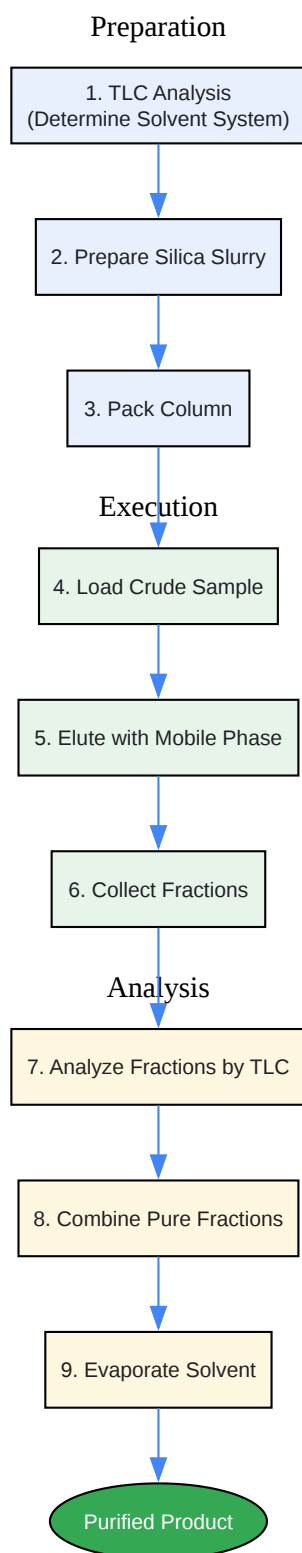 Preparation
1. TLC Analysis
(Determine Solvent System)
2. Prepare Silica Slurry
3. Pack Column
Execution
4. Load Crude Sample
5. Elute with Mobile Phase
6. Collect Fractions
Analysis
7. Analyze Fractions by TLC
8. Combine Pure Fractions
9. Evaporate Solvent
Purified Product